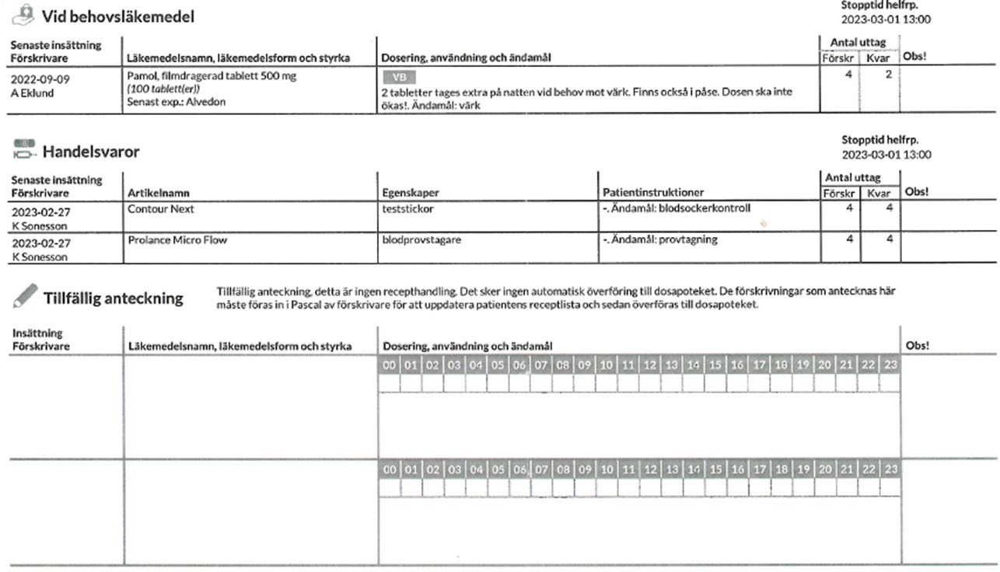 Vid behovsläkemedel
Stopptid helfrp.
2023-03-01 13:00
Senaste insättning
Förskrivare
Läkemedelsnamn, läkemedelsform och styrka
Dosering, användning och ändamål
Antal uttag
Förskr Kvar
Obs!
2022-09-09
A Eklund
Pamol, filmdragerad tablett 500 mg
(100 tablett(er))
Senast exp.: Alvedon
VB
2 tabletter tages extra på natten vid behov mot värk. Finns också i påse. Dosen ska inte
ökas!. Ändamål: värk
4 2
Handelsvaror
Stopptid helfrp.
2023-03-01 13:00
Senaste insättning
Förskrivare
Artikelnamn
Egenskaper
Patientinstruktioner
Antal uttag
Förskr Kvar
Obs!
2023-02-27
K Sonesson
Contour Next
teststickor
-. Ändamål: blodsockerkontroll
4 4
2023-02-27
K Sonesson
Prolance Micro Flow
blodprovstagare
-. Ändamål: provtagning
4 4
Tillfällig anteckning
Tillfällig anteckning, detta är ingen recepthandling. Det sker ingen automatisk överföring till dosapoteket. De förskrivningar som antecknas här
måste föras in i Pascal av förskrivare för att uppdatera patientens receptlista och sedan överföras till dosapoteket.
Insättning
Förskrivare
Läkemedelsnamn, läkemedelsform och styrka
Dosering, användning och ändamål
Obs!
00 01 02 03 04 05 06 07 08 09 10 11 12 13 14 15 16 17 18 19 20 21 22 23
00 01 02 03 04 05 06 07 08 09 10 11 12 13 14 15 16 17 18 19 20 21 22 23